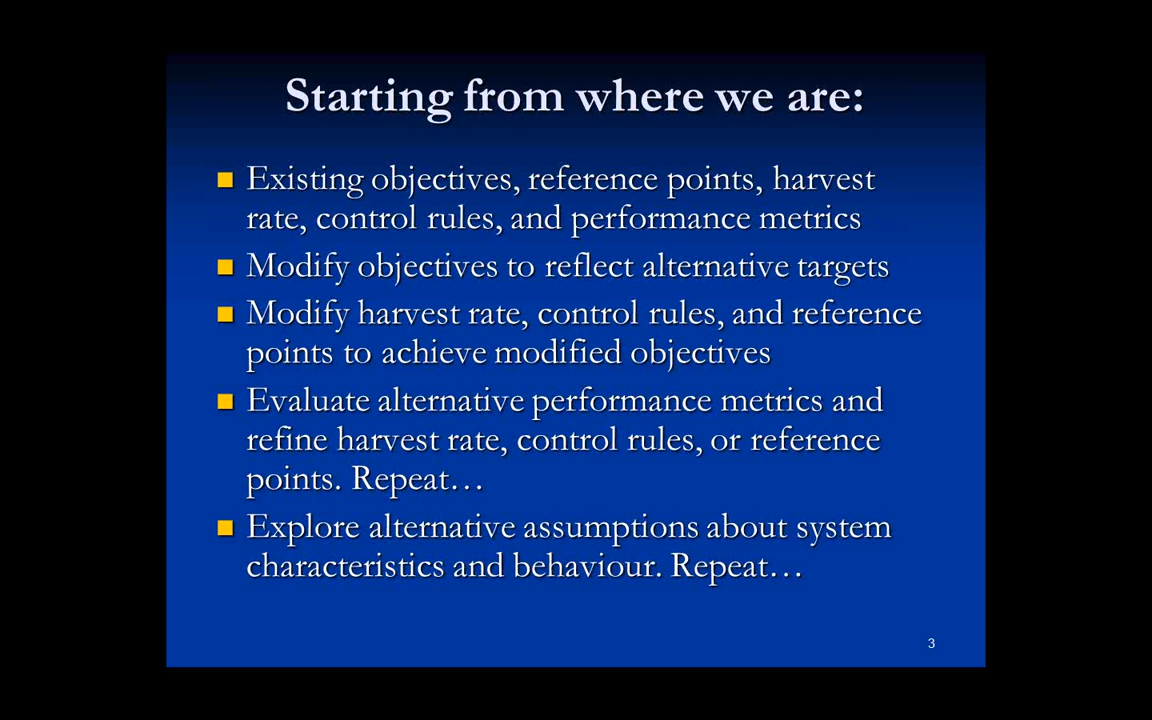 Starting from where we are:
Existing objectives, reference points, harvest
rate, control rules, and performance metrics
Modify objectives to reflect alternative targets
Modify harvest rate, control rules, and reference
points to achieve modified objectives
Evaluate alternative performance metrics and
refine harvest rate, control rules, or reference
points. Repeat…
Explore alternative assumptions about system
characteristics and behaviour. Repeat…
3